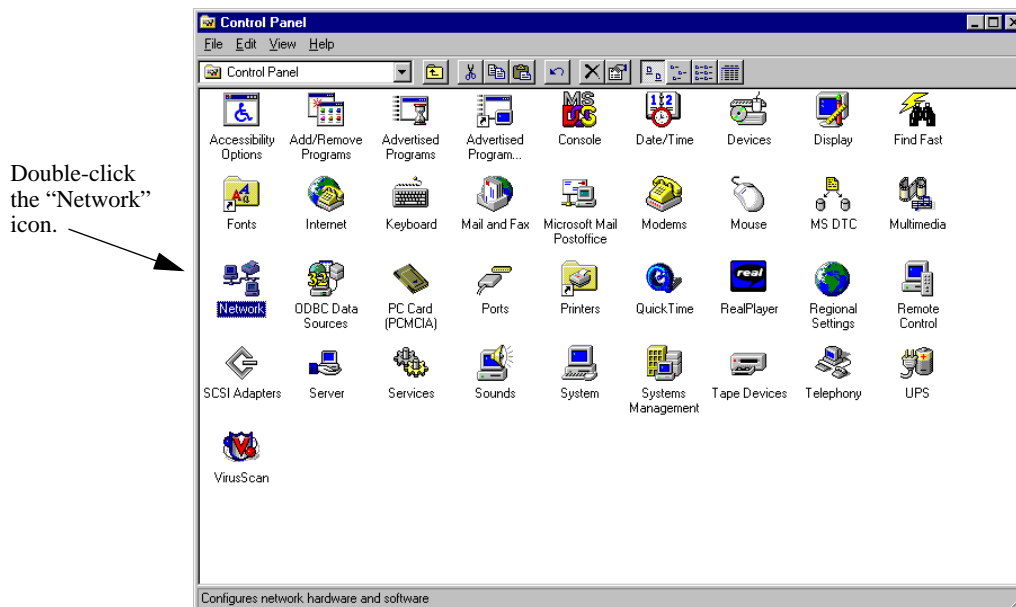 Control Panel
File Edit View Help
Control Panel
Accessibility Options
Add/Remove Programs
Advertised Programs
Advertised Program...
Console
Date/Time
Devices
Display
Find Fast
Double-click
the “Network”
icon.
Fonts
Internet
Keyboard
Mail and Fax
Microsoft Mail Postoffice
Modems
Mouse
MS DTC
Multimedia
Network
ODBC Data Sources
PC Card (PCMCIA)
Ports
Printers
QuickTime
RealPlayer
Regional Settings
Remote Control
SCSI Adapters
Server
Services
Sounds
System
Systems Management
Tape Devices
Telephony
UPS
VirusScan
Configures network hardware and software